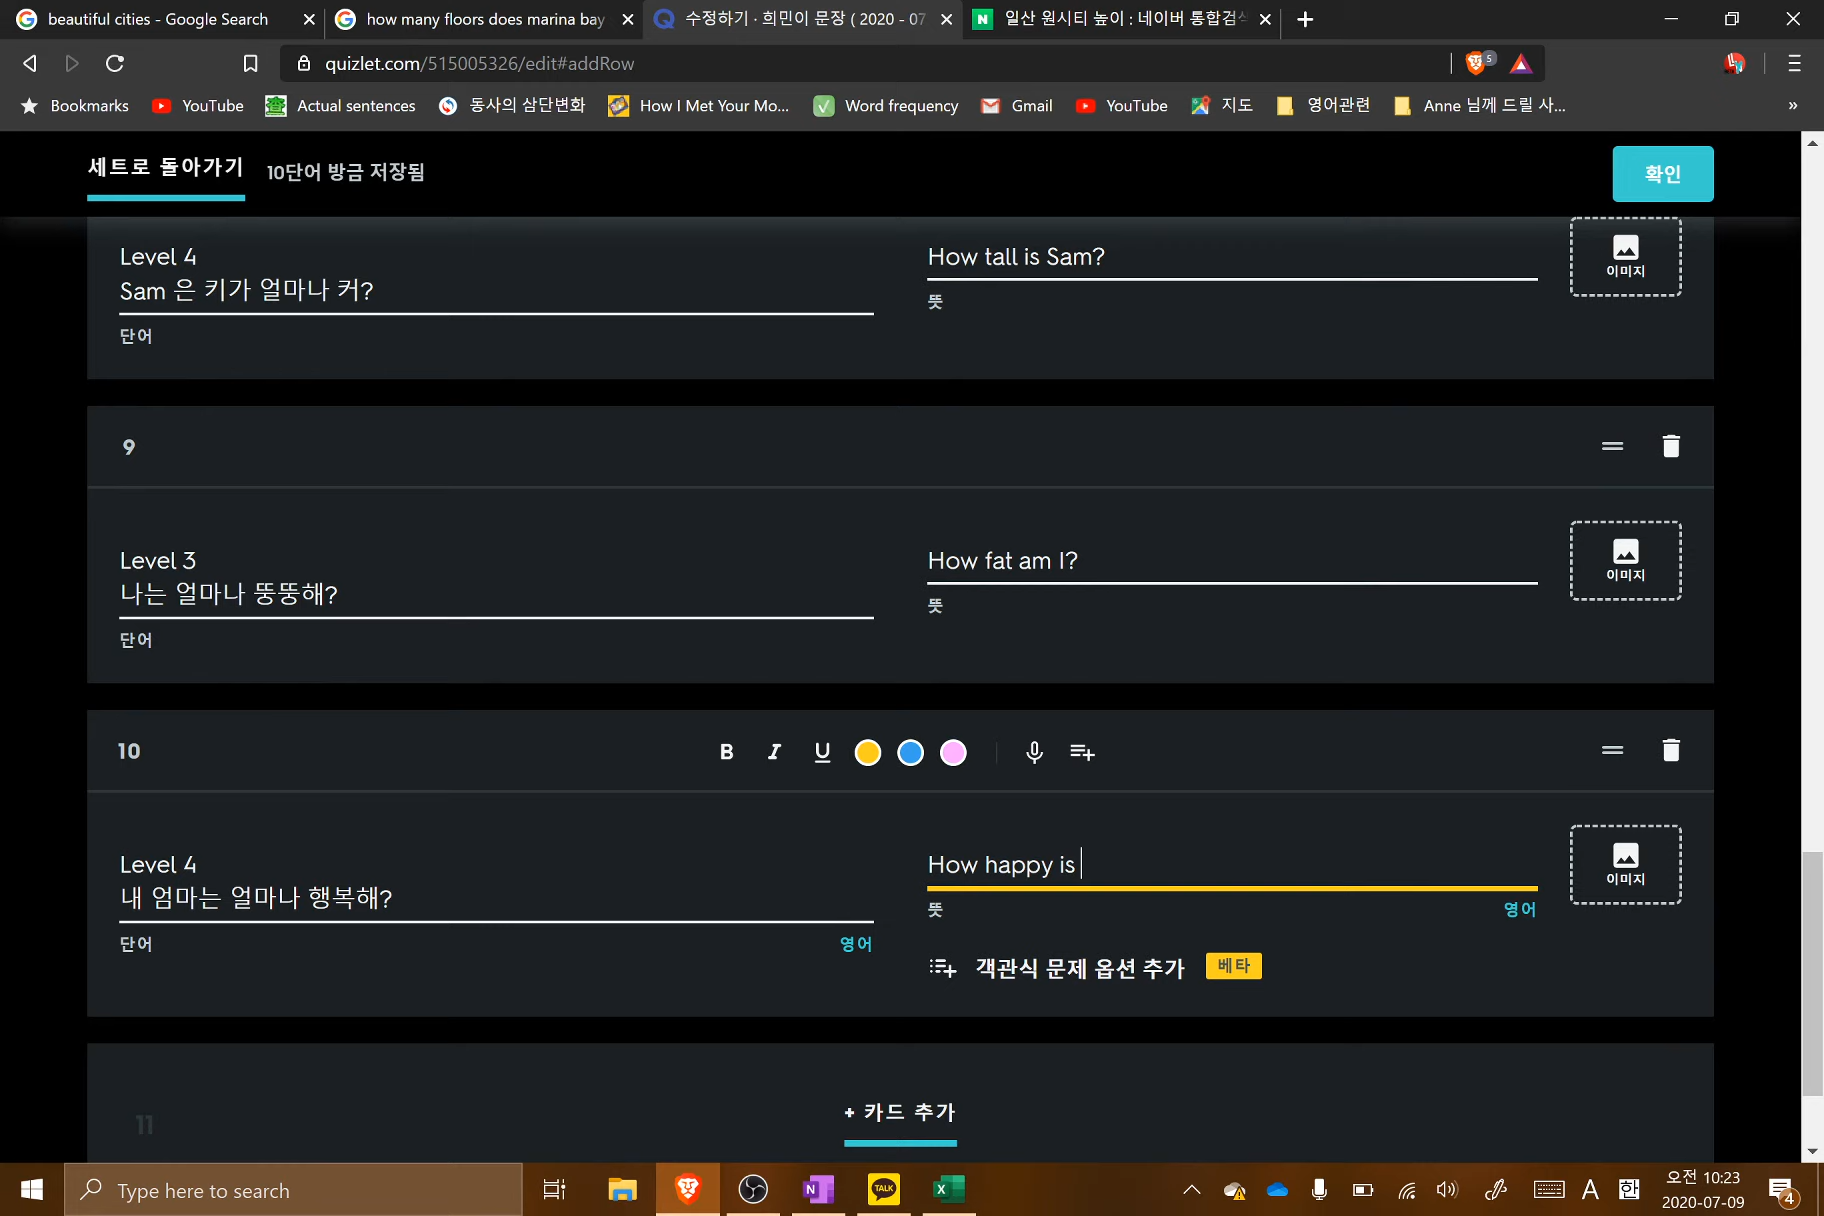 beautiful cities - Google Search
how many floors does marina bay
수정하기 · 희민이 문장 ( 2020 - 07
일산 원시티 높이 : 네이버 통합검색
quizlet.com/515005326/edit#addRow
5
Bookmarks
YouTube
Actual sentences
동사의 삼단변화
How I Met Your Mo...
Word frequency
Gmail
YouTube
지도
영어관련
Anne 님께 드릴 사...
»
세트로 돌아가기
10단어 방금 저장됨
확인
Level 4
Sam 은 키가 얼마나 커?
단어
How tall is Sam?
뜻
이미지
9
Level 3
나는 얼마나 뚱뚱해?
단어
How fat am I?
뜻
이미지
10
B I U
Level 4
내 엄마는 얼마나 행복해?
단어
영어
How happy is
뜻
영어
이미지
객관식 문제 옵션 추가
베타
11
+ 카드 추가
Type here to search
N
TALK
X
A
한
오전 10:23
2020-07-09
4